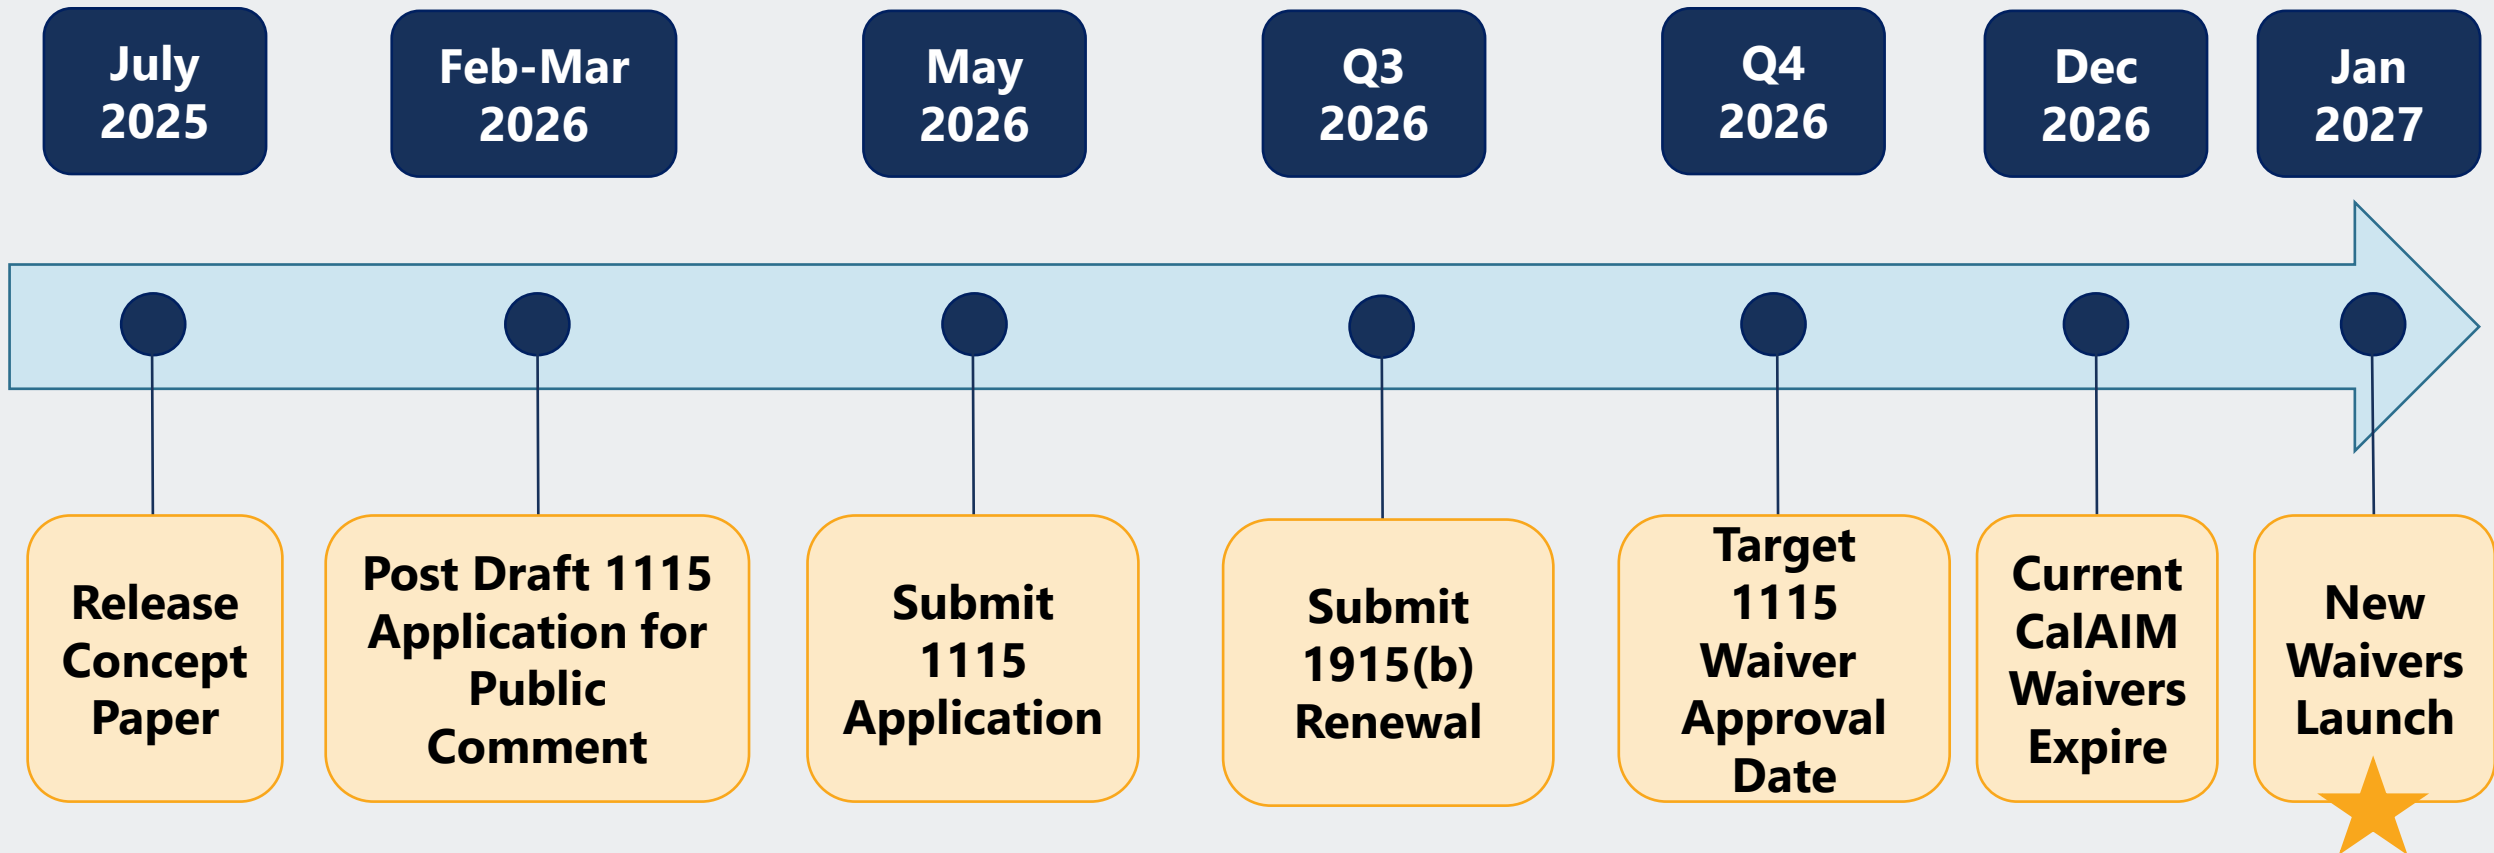 July
2025
Feb-Mar
2026
May
2026
Q3
2026
Q4
2026
Dec
2026
Jan
2027
Release
Concept
Paper
Post Draft 1115
Application for
Public
Comment
Submit
1115
Application
Submit
1915(b)
Renewal
Target
1115
Waiver
Approval
Date
Current
CalAIM
Waivers
Expire
New
Waivers
Launch